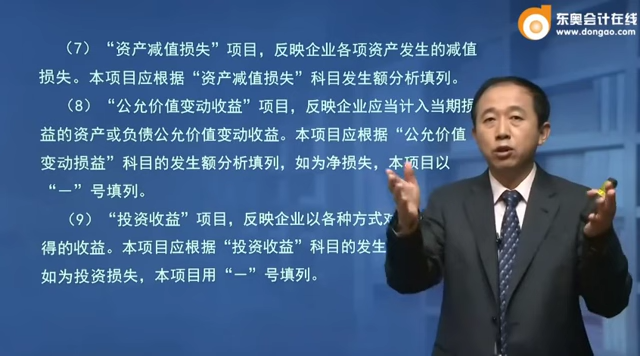 东奥会计在线
www.dongao.com
（7）“资产减值损失”项目，反映企业各项资产发生的减值
损失。本项目应根据“资产减值损失”科目发生额分析填列。
（8）“公允价值变动收益”项目，反映企业应当计入当期损
益的资产或负债公允价值变动收益。本项目应根据“公允价值
变动损益”科目的发生额分析填列，如为净损失，本项目以
“－”号填列。
（9）“投资收益”项目，反映企业以各种方式对
得的收益。本项目应根据“投资收益”科目的发生
如为投资损失，本项目用“－”号填列。